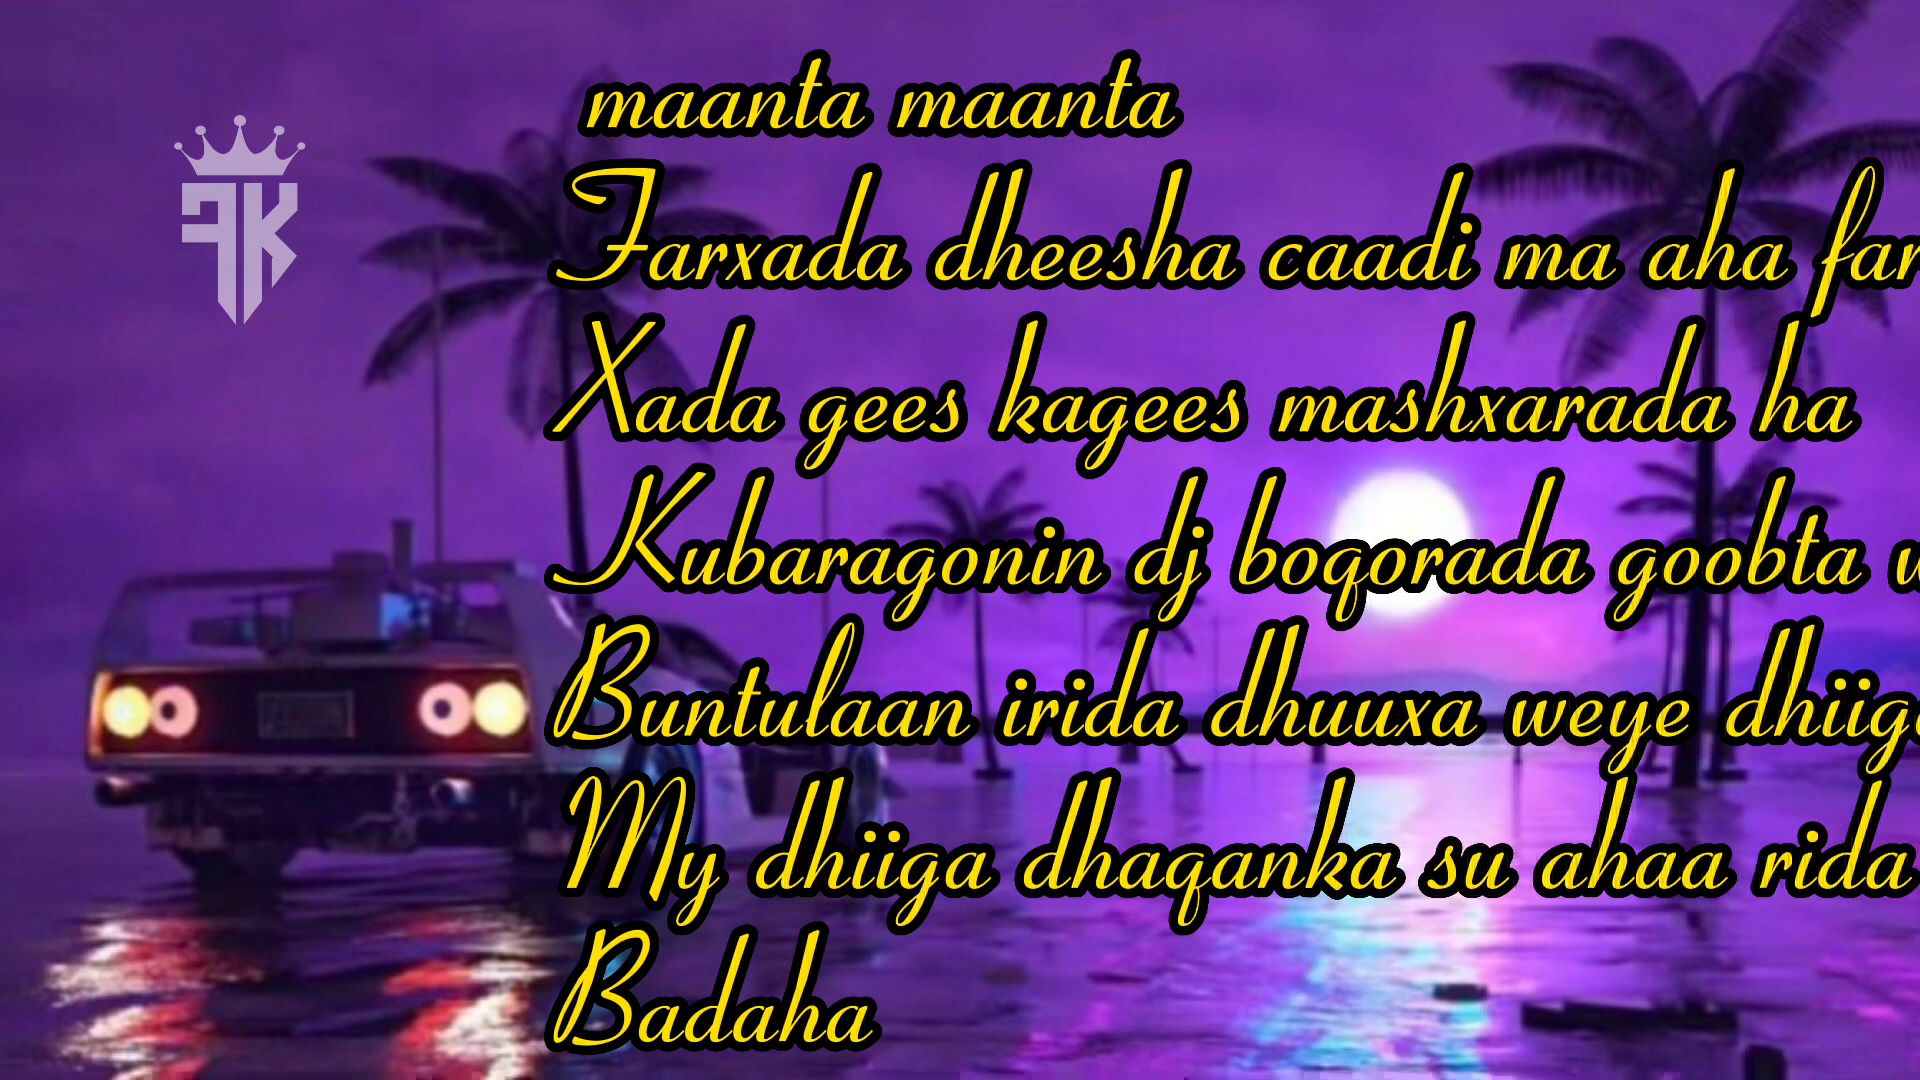 FK
maanta maanta
Farxada dheesha caadi ma aha
Xada gees kagees mashxarada ha
Kubaragonin dj boqorada goobta
Buntulaan irida dhuuxa weye
My dhiiga dhaqanka su ahaa rida
Badaha